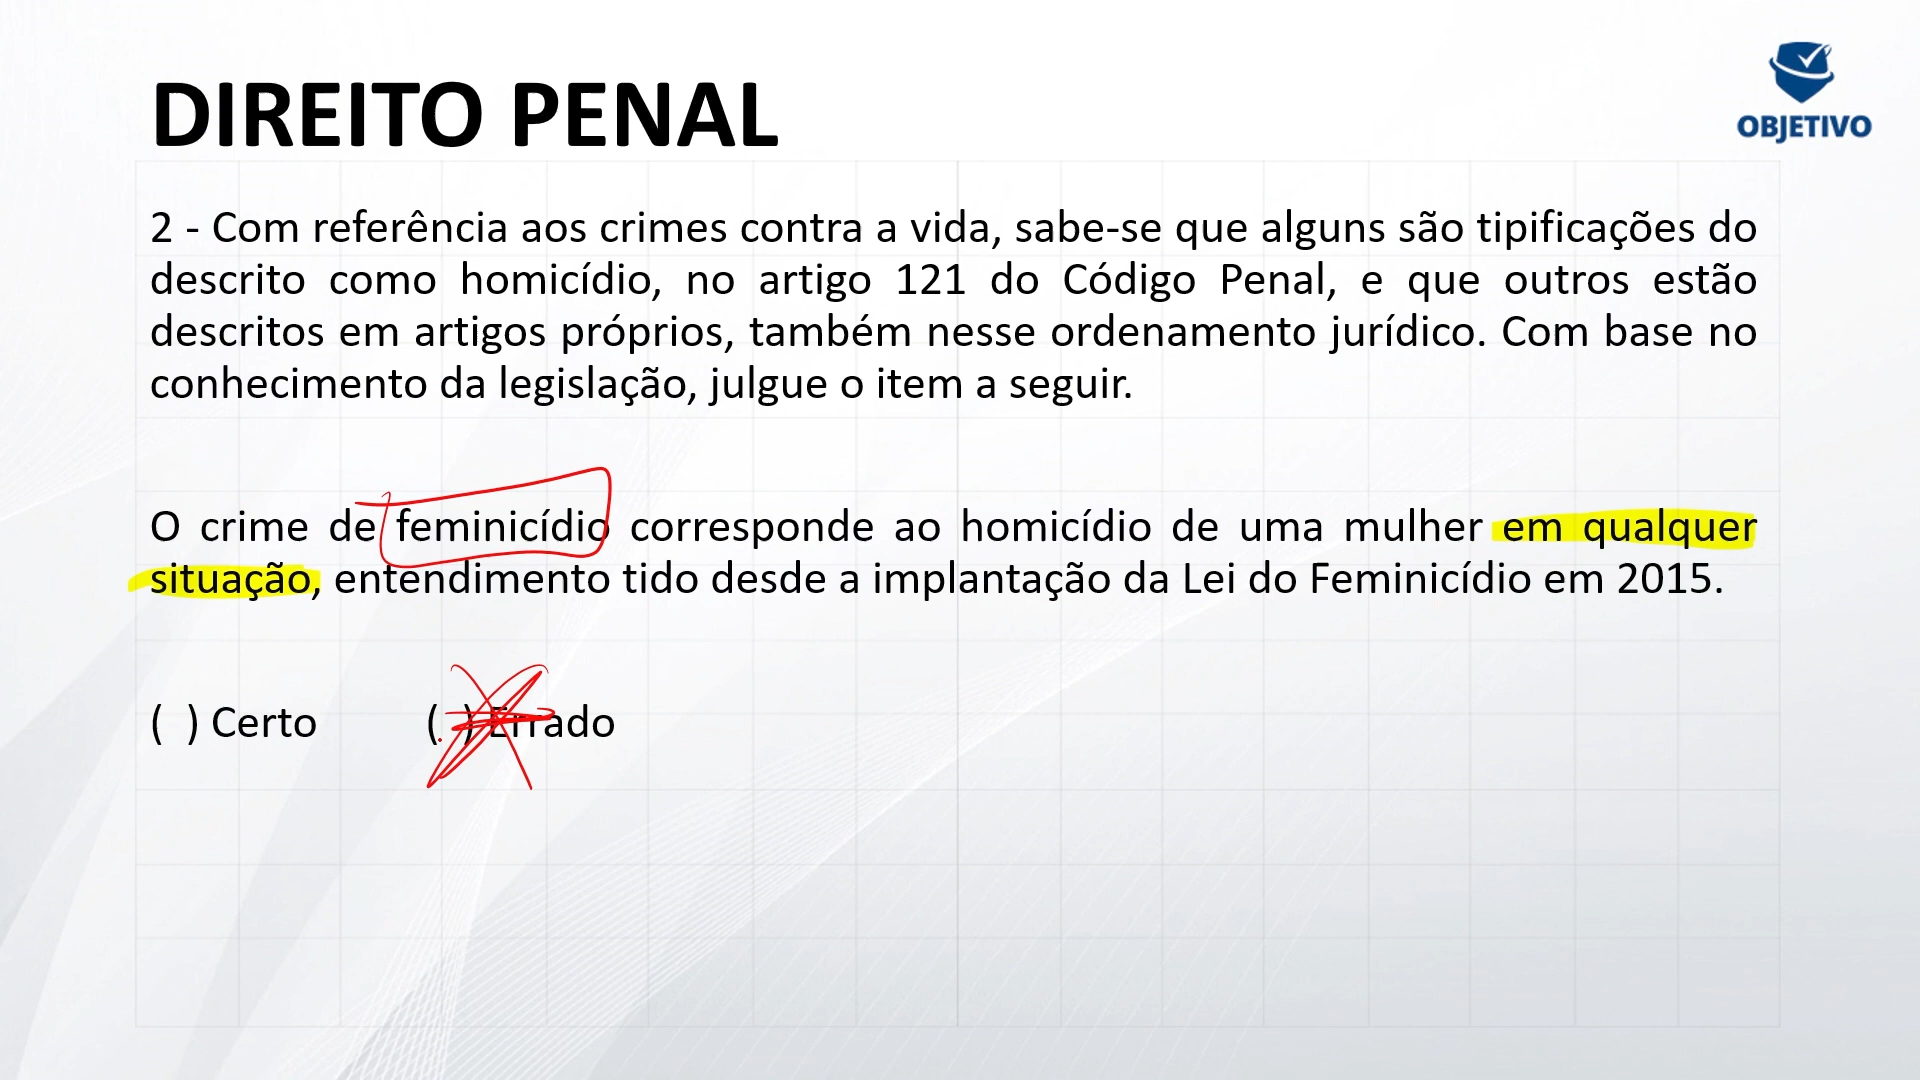 DIREITO PENAL
OBJETIVO
2 - Com referência aos crimes contra a vida, sabe-se que alguns são tipificações do
descrito como homicídio, no artigo 121 do Código Penal, e que outros estão
descritos em artigos próprios, também nesse ordenamento jurídico. Com base no
conhecimento da legislação, julgue o item a seguir.
O crime de feminicídio corresponde ao homicídio de uma mulher em qualquer
situação, entendimento tido desde a implantação da Lei do Feminicídio em 2015.
( ) Certo ( ) Errado